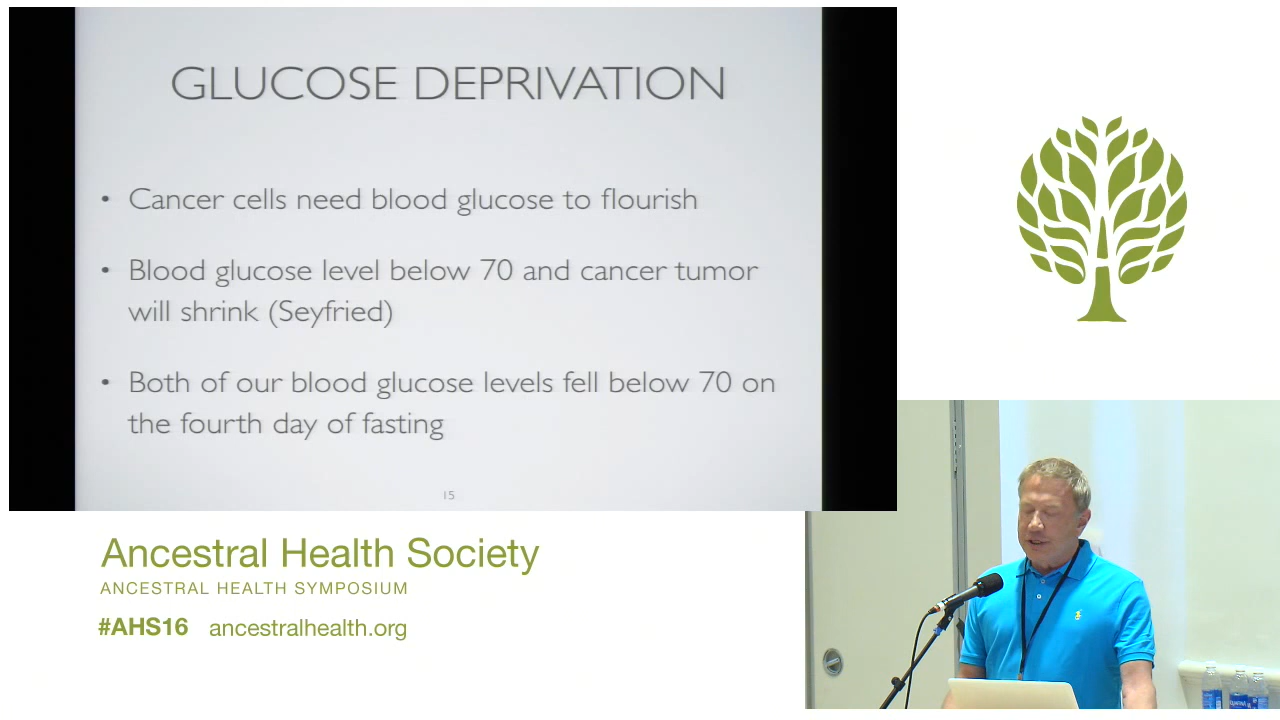 GLUCOSE DEPRIVATION
• Cancer cells need blood glucose to flourish
• Blood glucose level below 70 and cancer tumor
will shrink (Seyfried)
• Both of our blood glucose levels fell below 70 on
the fourth day of fasting
15
Ancestral Health Society
ANCESTRAL HEALTH SYMPOSIUM
#AHS16 ancestralhealth.org